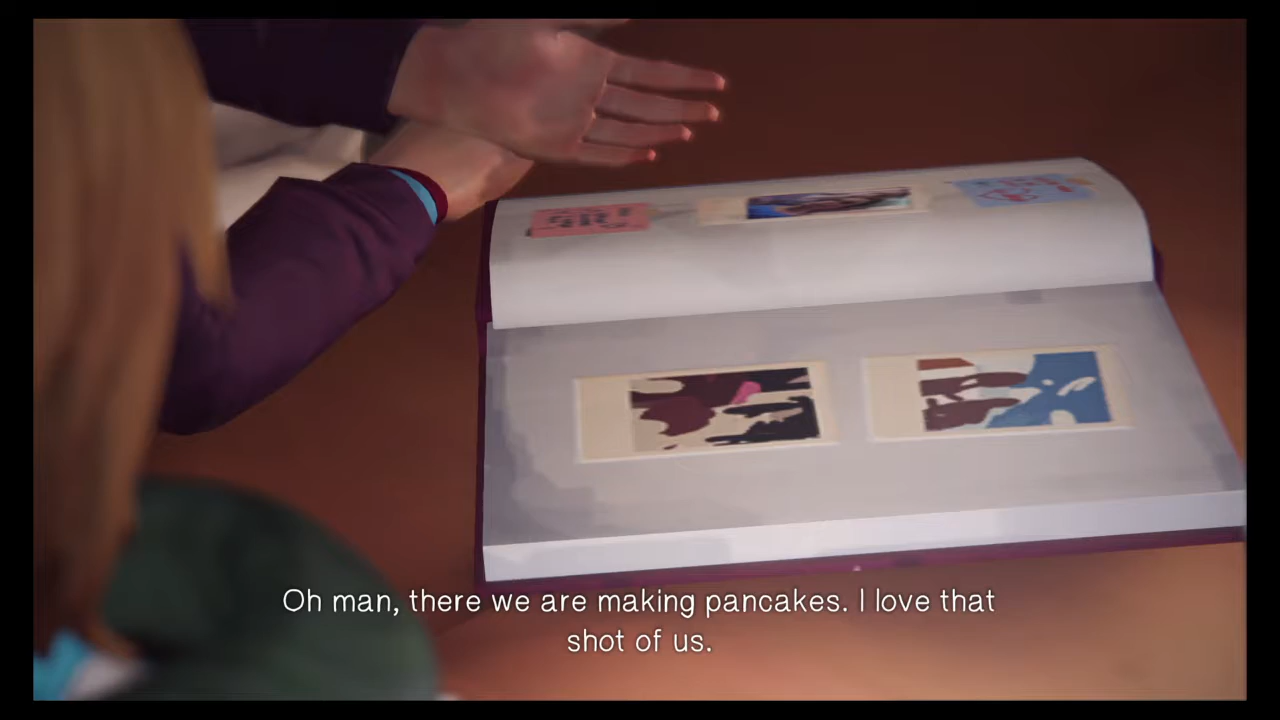 Oh man, there we are making pancakes. I love that
shot of us.